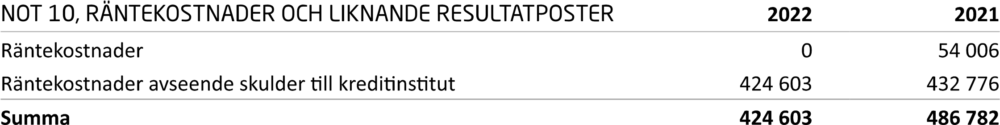 NOT 10, RÄNTEKOSTNADER OCH LIKNANDE RESULTATPOSTER 2022 2021
Räntekostnader 0 54 006
Räntekostnader avseende skulder till kreditinstitut 424 603 432 776
Summa 424 603 486 782